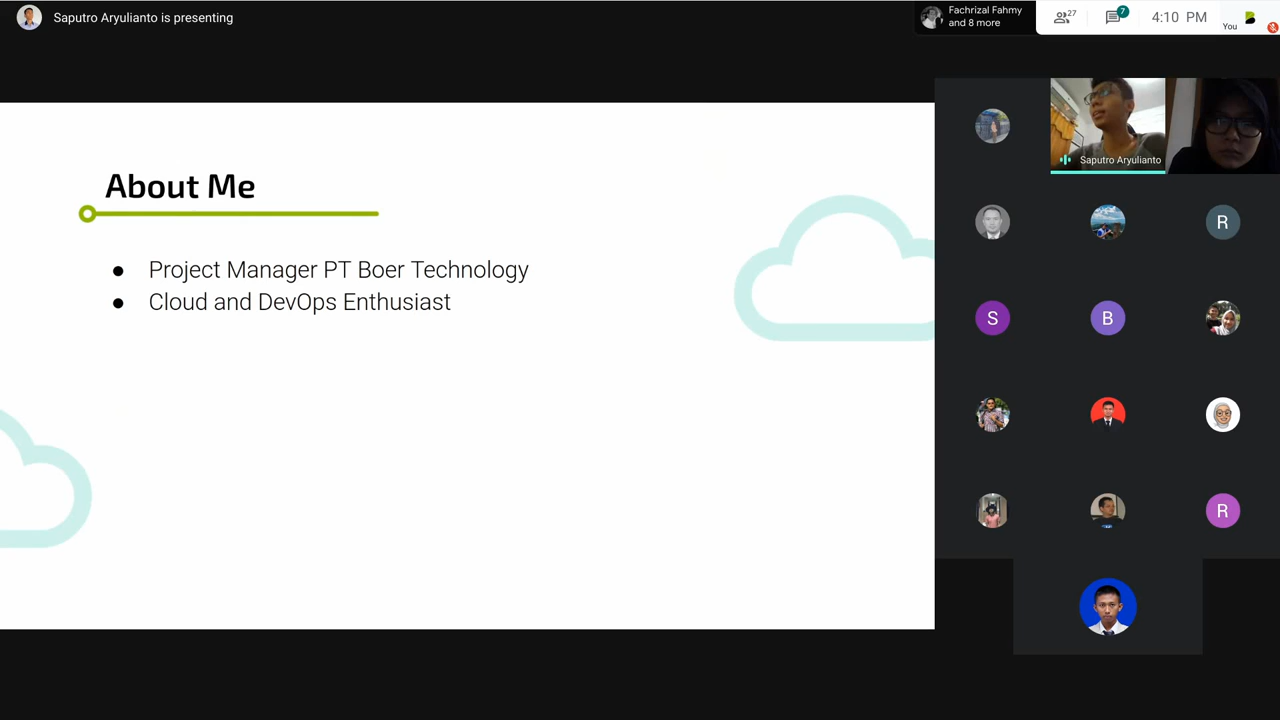 Saputro Aryulianto is presenting
Fachrizal Fahmy
and 8 more
27
7
4:10 PM
You
About Me
Project Manager PT Boer Technology
Cloud and DevOps Enthusiast
Saputro Aryulianto
R
S
B
R